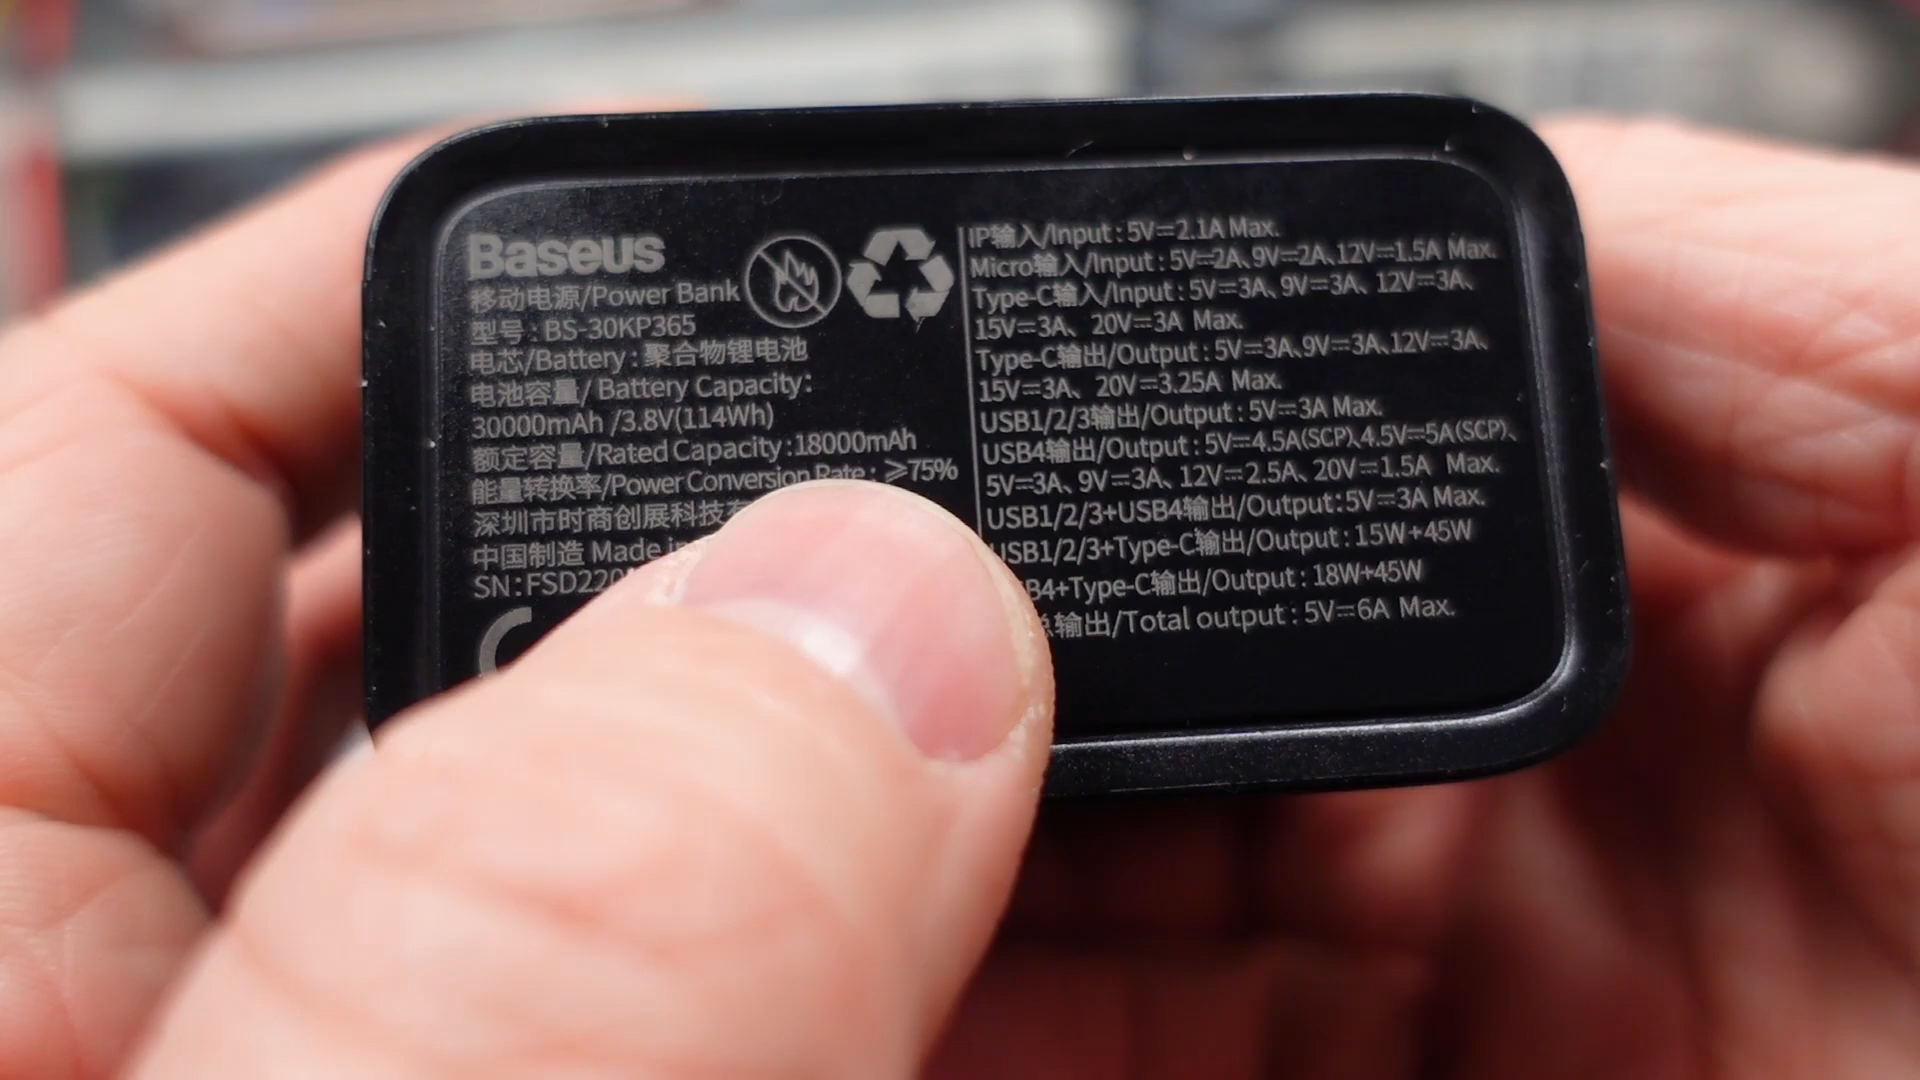 Baseus
移动电源/Power Bank
型号:BS-30KP365
电芯/Battery:聚合物锂电池
电池容量/Battery Capacity:
30000mAh /3.8V(114Wh)
额定容量/Rated Capacity:18000mAh
能量转换率/Power Conversion Rate: ⩾75%
深圳市时商创展科技
中国制造 Made in
SN:FSD220
IP输入/Input:5V⎓2.1A Max.
Micro输入/Input:5V⎓2A、9V⎓2A、12V⎓1.5A Max.
Type-C输入/Input:5V⎓3A、9V⎓3A、12V⎓3A、
15V⎓3A、20V⎓3A Max.
Type-C输出/Output:5V⎓3A、9V⎓3A、12V⎓3A、
15V⎓3A、20V⎓3.25A Max.
USB1/2/3输出/Output:5V⎓3A Max.
USB4输出/Output:5V⎓4.5A(SCP)、4.5V⎓5A(SCP)、
5V⎓3A、9V⎓3A、12V⎓2.5A、20V⎓1.5A Max.
USB1/2/3+USB4输出/Output:5V⎓3A Max.
USB1/2/3+Type-C输出/Output:15W+45W
B4+Type-C输出/Output:18W+45W
总输出/Total output:5V⎓6A Max.